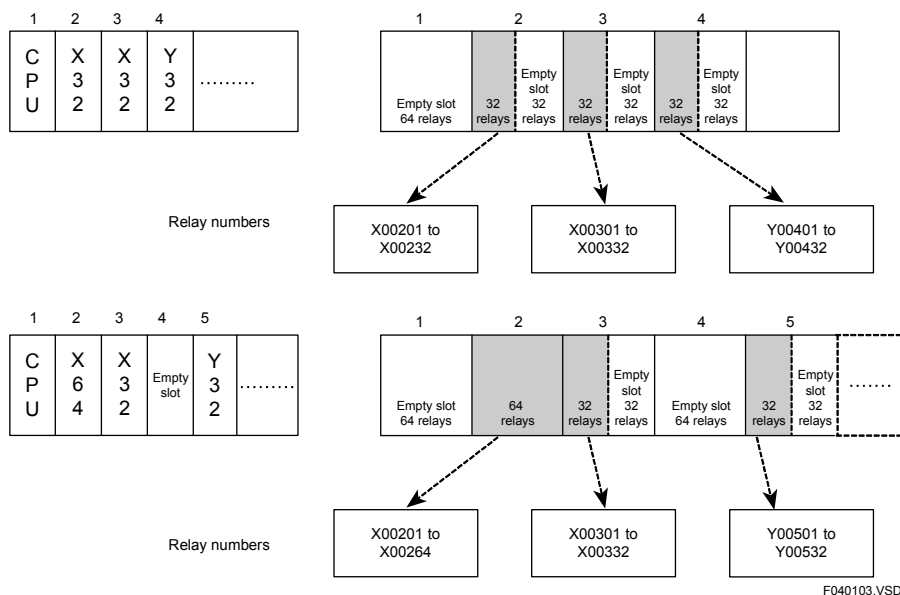 1 2 3 4
C P U
X 3 2
X 3 2
Y 3 2
.........
1 2 3 4
Empty slot 64 relays
32 relays
Empty slot 32 relays
32 relays
Empty slot 32 relays
32 relays
Empty slot 32 relays
Relay numbers
X00201 to
X00232
X00301 to
X00332
Y00401 to
Y00432
1 2 3 4 5
C P U
X 6 4
X 3 2
Empty slot
Y 3 2
.........
1 2 3 4 5
Empty slot 64 relays
64 relays
32 relays
Empty slot 32 relays
Empty slot 64 relays
32 relays
Empty slot 32 relays
.......
Relay numbers
X00201 to
X00264
X00301 to
X00332
Y00501 to
Y00532
F040103.VSD